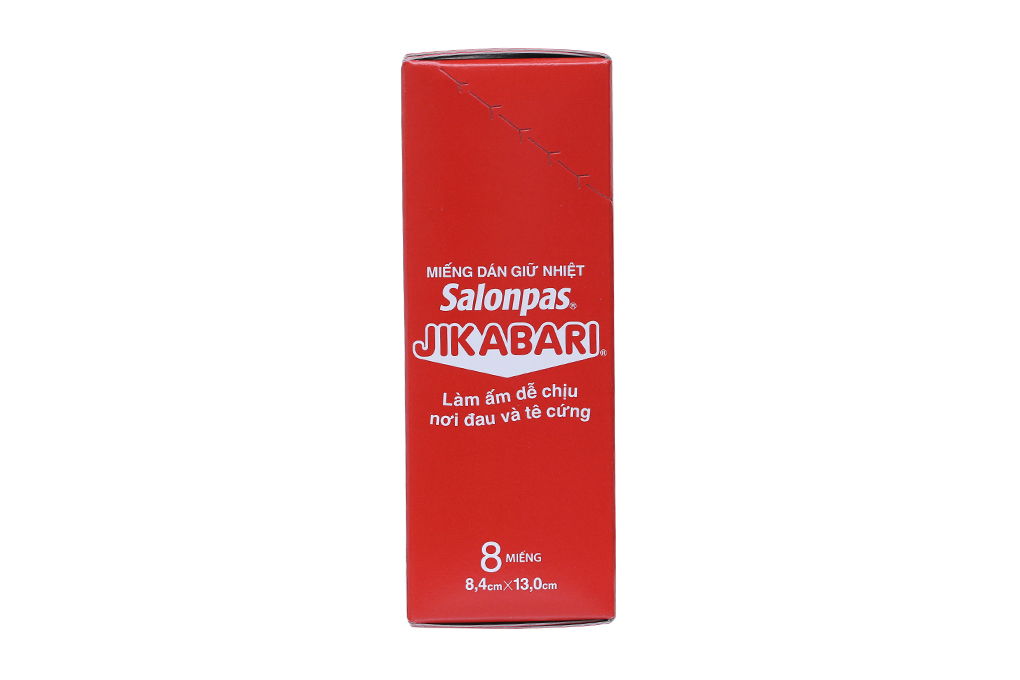 MIẾNG DÁN GIỮ NHIỆT
Salonpas®
JIKABARI®
Làm ấm dễ chịu
nơi đau và tê cứng
8 MIẾNG
8,4cm×13,0cm